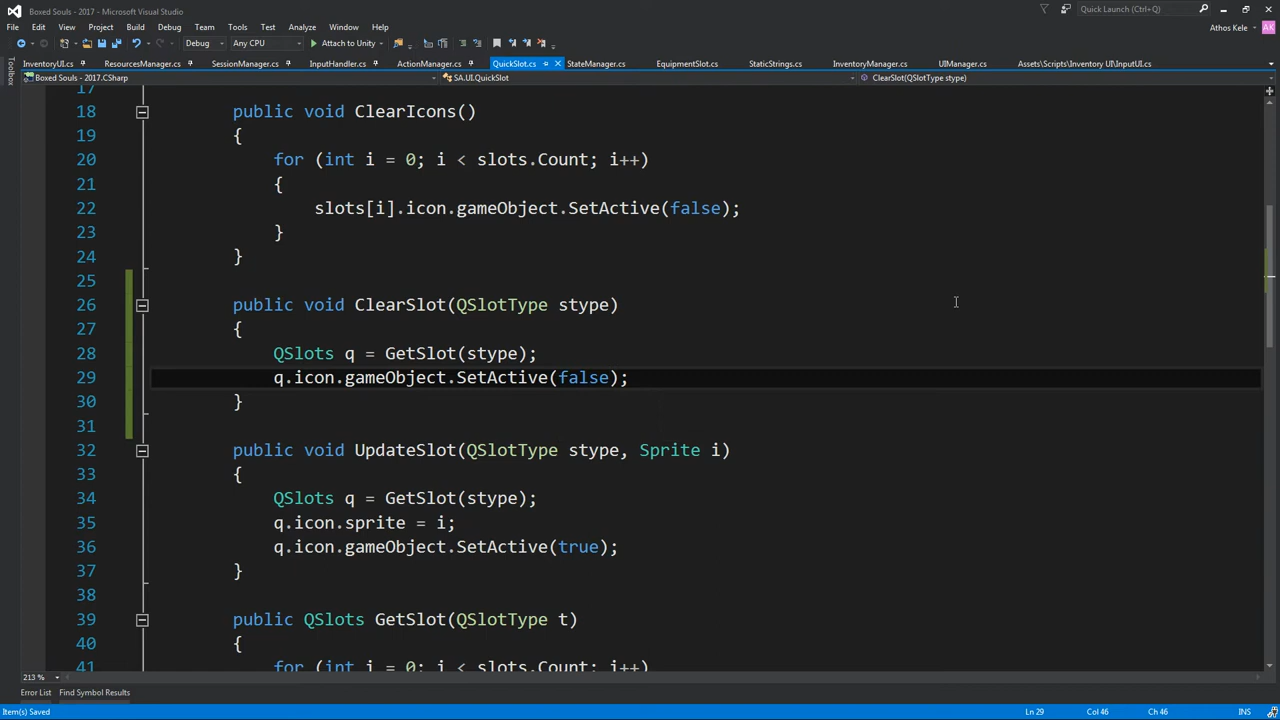 Boxed Souls - 2017 - Microsoft Visual Studio
Quick Launch (Ctrl+Q)
File Edit View Project Build Debug Team Tools Test Analyze Window Help
Athos Kele
AK
Debug Any CPU Attach to Unity
Toolbox
InventoryUI.cs ResourcesManager.cs SessionManager.cs InputHandler.cs ActionManager.cs QuickSlot.cs StateManager.cs EquipmentSlot.cs StaticStrings.cs InventoryManager.cs UIManager.cs Assets\Scripts\Inventory UI\InputUI.cs
Boxed Souls - 2017.CSharp SA.UI.QuickSlot ClearSlot(QSlotType stype)
17
18 public void ClearIcons()
19 {
20 for (int i = 0; i < slots.Count; i++)
21 {
22 slots[i].icon.gameObject.SetActive(false);
23 }
24 }
25
26 public void ClearSlot(QSlotType stype)
27 {
28 QSlots q = GetSlot(stype);
29 q.icon.gameObject.SetActive(false);
30 }
31
32 public void UpdateSlot(QSlotType stype, Sprite i)
33 {
34 QSlots q = GetSlot(stype);
35 q.icon.sprite = i;
36 q.icon.gameObject.SetActive(true);
37 }
38
39 public QSlots GetSlot(QSlotType t)
40 {
41 for (int i = 0; i < slots.Count; i++)
213 %
Error List Find Symbol Results
Item(s) Saved Ln 29 Col 46 Ch 46 INS